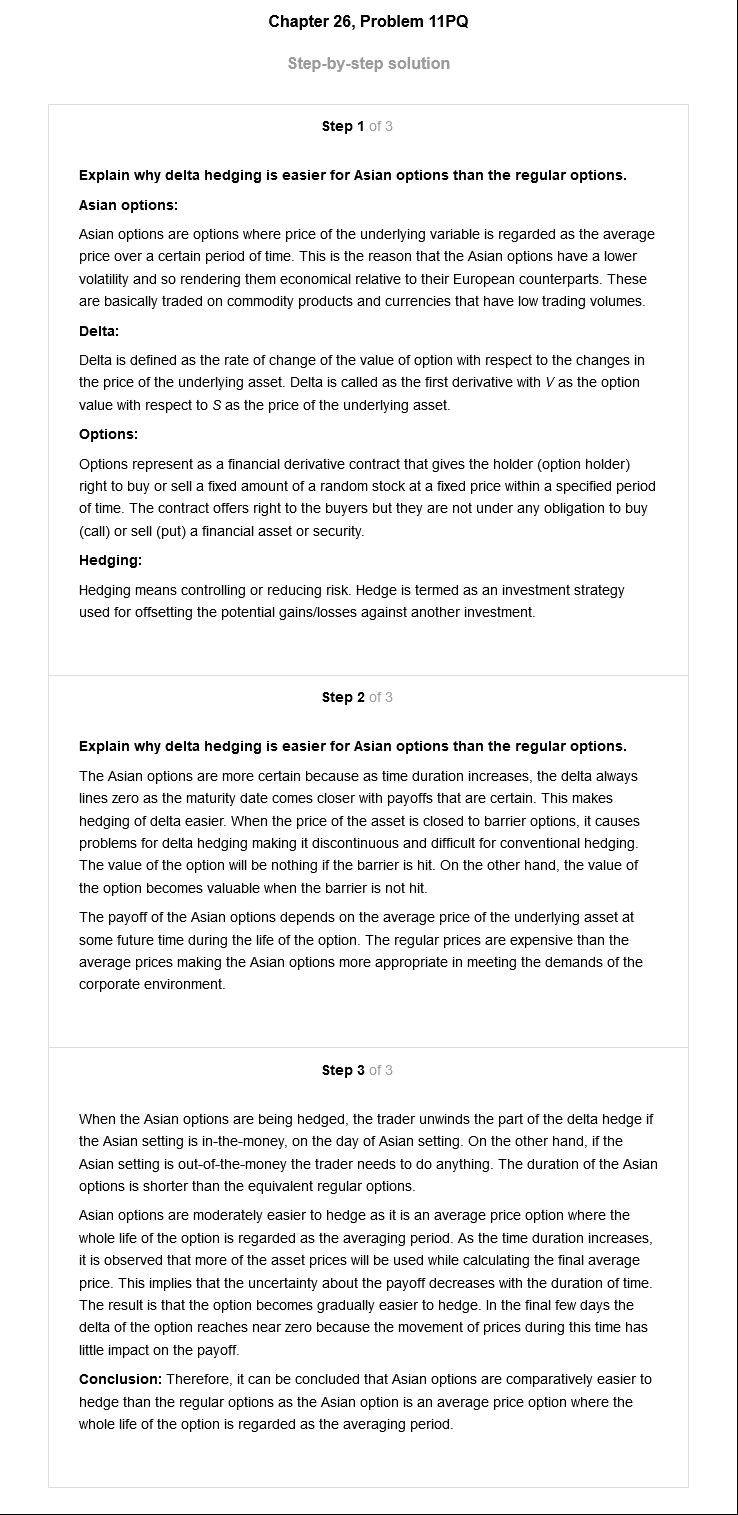 Chapter 26, Problem 11PQ
Step-by-step solution
Step 1 of 3
Explain why delta hedging is easier for Asian options than the regular options.
Asian options:
Asian options are options where price of the underlying variable is regarded as the average
price over a certain period of time. This is the reason that the Asian options have a lower
volatility and so rendering them economical relative to their European counterparts. These
are basically traded on commodity products and currencies that have low trading volumes.
Delta:
Delta is defined as the rate of change of the value of option with respect to the changes in
the price of the underlying asset. Delta is called as the first derivative with V as the option
value with respect to S as the price of the underlying asset.
Options:
Options represent as a financial derivative contract that gives the holder (option holder)
right to buy or sell a fixed amount of a random stock at a fixed price within a specified period
of time. The contract offers right to the buyers but they are not under any obligation to buy
(call) or sell (put) a financial asset or security.
Hedging:
Hedging means controlling or reducing risk. Hedge is termed as an investment strategy
used for offsetting the potential gains/losses against another investment.
Step 2 of 3
Explain why delta hedging is easier for Asian options than the regular options.
The Asian options are more certain because as time duration increases, the delta always
lines zero as the maturity date comes closer with payoffs that are certain. This makes
hedging of delta easier. When the price of the asset is closed to barrier options, it causes
problems for delta hedging making it discontinuous and difficult for conventional hedging.
The value of the option will be nothing if the barrier is hit. On the other hand, the value of
the option becomes valuable when the barrier is not hit.
The payoff of the Asian options depends on the average price of the underlying asset at
some future time during the life of the option. The regular prices are expensive than the
average prices making the Asian options more appropriate in meeting the demands of the
corporate environment.
Step 3 of 3
When the Asian options are being hedged, the trader unwinds the part of the delta hedge if
the Asian setting is in-the-money, on the day of Asian setting. On the other hand, if the
Asian setting is out-of-the-money the trader needs to do anything. The duration of the Asian
options is shorter than the equivalent regular options.
Asian options are moderately easier to hedge as it is an average price option where the
whole life of the option is regarded as the averaging period. As the time duration increases,
it is observed that more of the asset prices will be used while calculating the final average
price. This implies that the uncertainty about the payoff decreases with the duration of time.
The result is that the option becomes gradually easier to hedge. In the final few days the
delta of the option reaches near zero because the movement of prices during this time has
little impact on the payoff.
Conclusion: Therefore, it can be concluded that Asian options are comparatively easier to
hedge than the regular options as the Asian option is an average price option where the
whole life of the option is regarded as the averaging period.